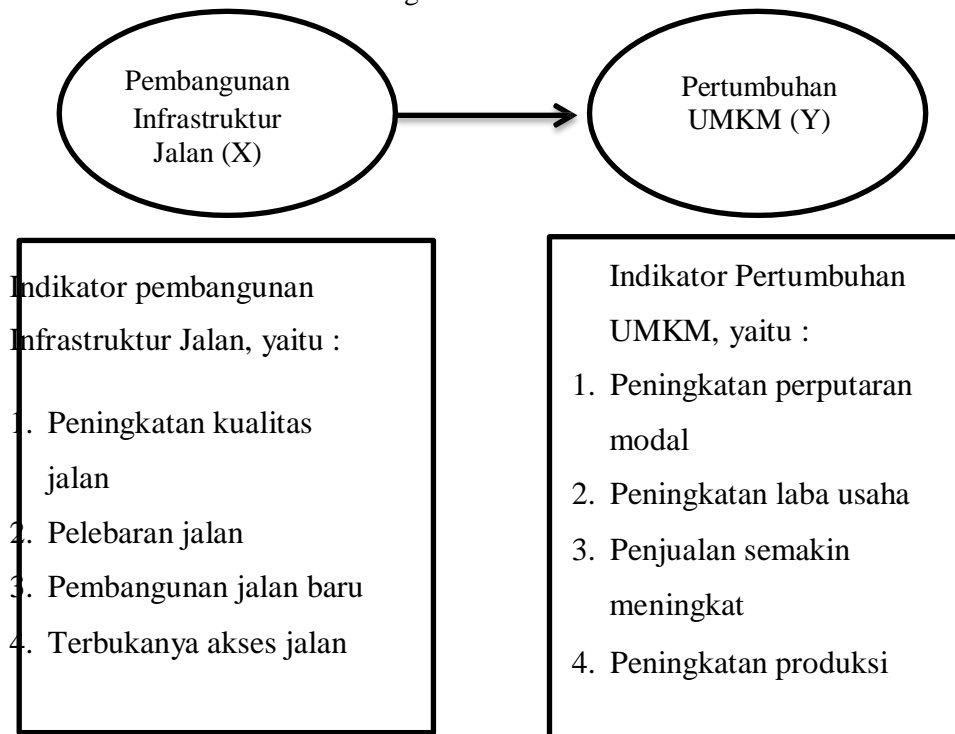 Pembangunan
Infrastruktur
Jalan (X)
Pertumbuhan
UMKM (Y)
Indikator pembangunan
Infrastruktur Jalan, yaitu :
1. Peningkatan kualitas
jalan
2. Pelebaran jalan
3. Pembangunan jalan baru
4. Terbukanya akses jalan
Indikator Pertumbuhan
UMKM, yaitu :
1. Peningkatan perputaran
modal
2. Peningkatan laba usaha
3. Penjualan semakin
meningkat
4. Peningkatan produksi